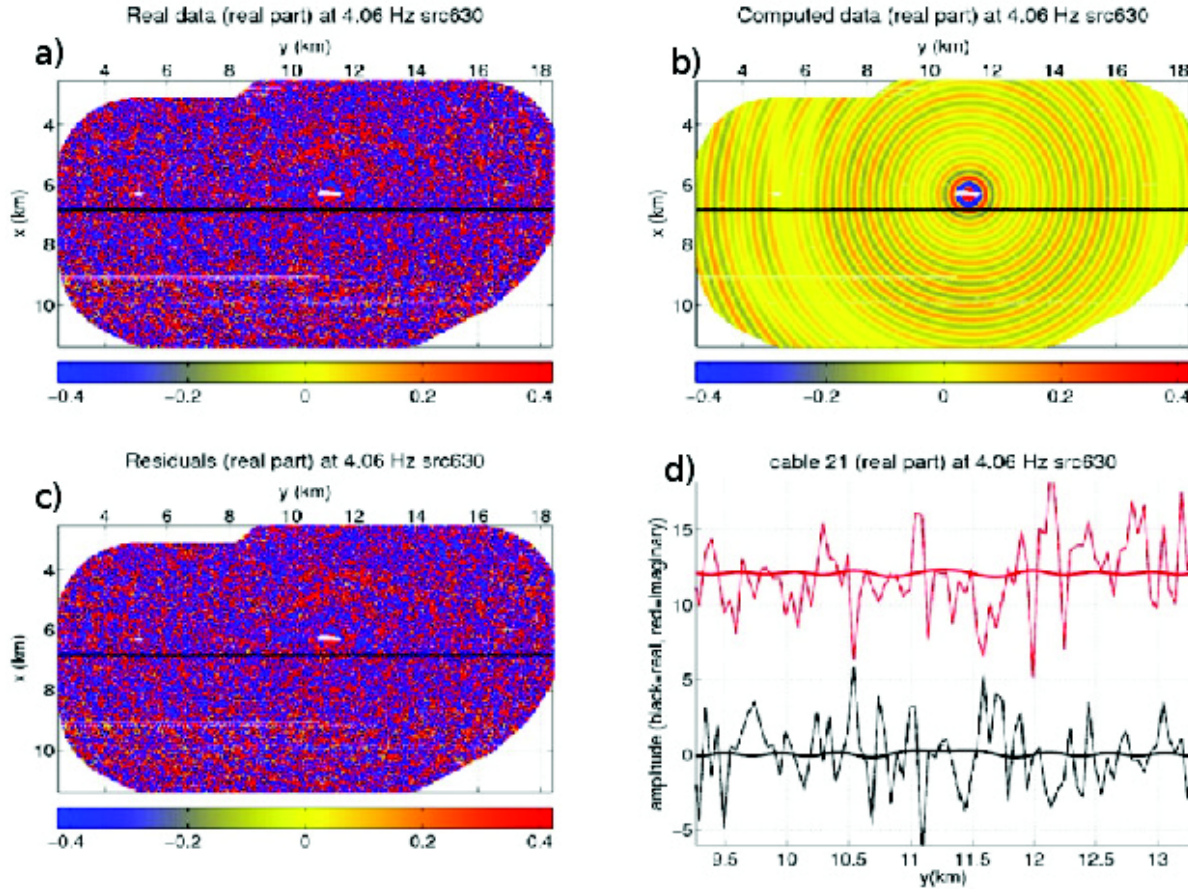 Real data (real part) at 4.06 Hz src630
a)
y (km)
4 6 8 10 12 14 16 18
x (km)
4
6
8
10
−0.4 −0.2 0 0.2 0.4
Computed data (real part) at 4.06 Hz src630
b)
y (km)
4 6 8 10 12 14 16 18
x (km)
4
6
8
10
−0.4 −0.2 0 0.2 0.4
Residuals (real part) at 4.06 Hz src630
c)
y (km)
4 6 8 10 12 14 16 18
x (km)
4
6
8
10
−0.4 −0.2 0 0.2 0.4
cable 21 (real part) at 4.06 Hz src630
d)
amplitude (black=real, red=imaginary)
15
10
5
0
−5
9.5 10 10.5 11 11.5 12 12.5 13
y(km)